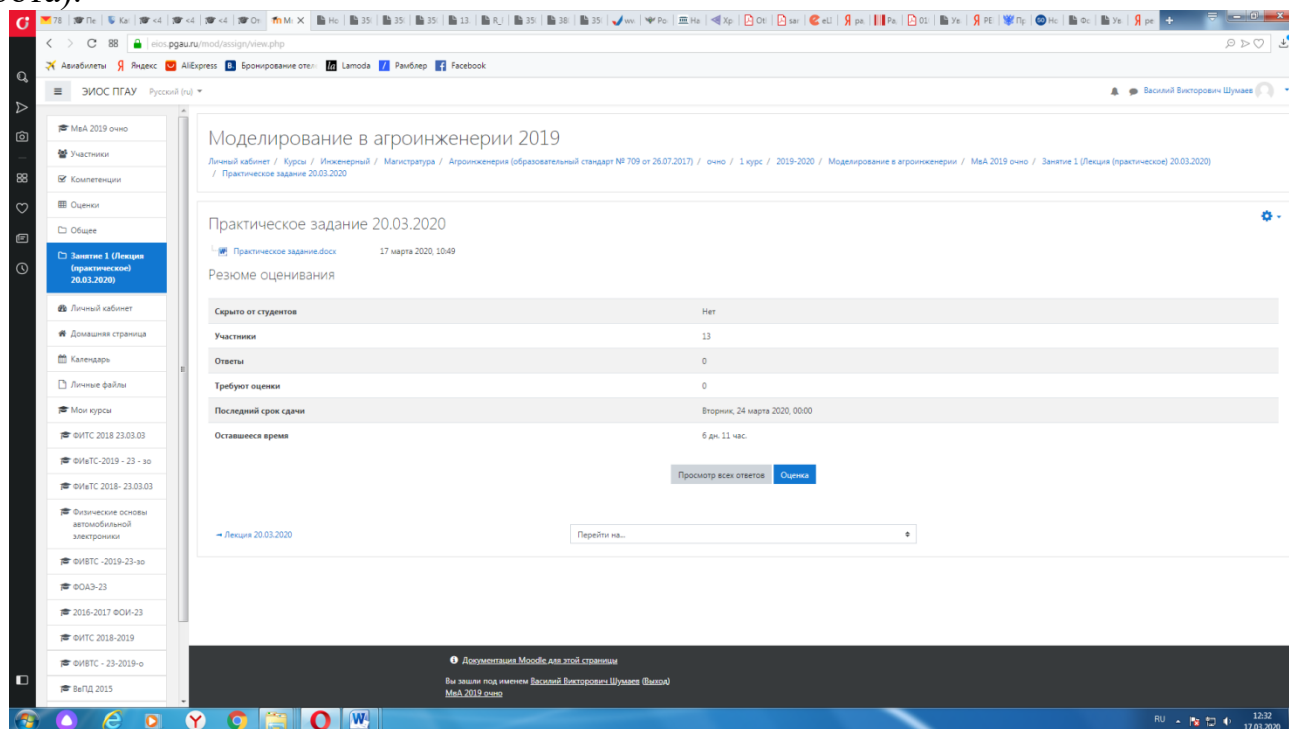 eios.pgau.ru/mod/assign/view.php
Авиабилеты Яндекс AliExpress Бронирование отел Lamoda Рамблер Facebook
ЭИОС ПГАУ Русский (ru)
Василий Викторович Шумаев
МвА 2019 очно
Участники
Компетенции
Оценки
Общее
Занятие 1 (Лекция
(практическое)
20.03.2020)
Личный кабинет
Домашняя страница
Календарь
Личные файлы
Мои курсы
ФИТС 2018 23.03.03
ФИвТС-2019 - 23 - зо
ФИвТС 2018- 23.03.03
Физические основы
автомобильной
электроники
ФИВТС -2019-23-зо
ФОАЭ-23
2016-2017 ФОИ-23
ФИТС 2018-2019
ФИВТС - 23-2019-о
ВеПД 2015
Моделирование в агроинженерии 2019
Личный кабинет / Курсы / Инженерный / Магистратура / Агроинженерия (образовательный стандарт № 709 от 26.07.2017) / очно / 1 курс / 2019-2020 / Моделирование в агроинженерии / МвА 2019 очно / Занятие 1 (Лекция (практическое) 20.03.2020)
/ Практическое задание 20.03.2020
Практическое задание 20.03.2020
Практическое задание.docx 17 марта 2020, 10:49
Резюме оценивания
Скрыто от студентов Нет
Участники 13
Ответы 0
Требуют оценки 0
Последний срок сдачи Вторник, 24 марта 2020, 00:00
Оставшееся время 6 дн. 11 час.
Просмотр всех ответов Оценка
→ Лекция 20.03.2020 Перейти на...
Документация Moodle для этой страницы
Вы зашли под именем Василий Викторович Шумаев (Выход)
МвА 2019 очно
RU 12:32
17.03.2020